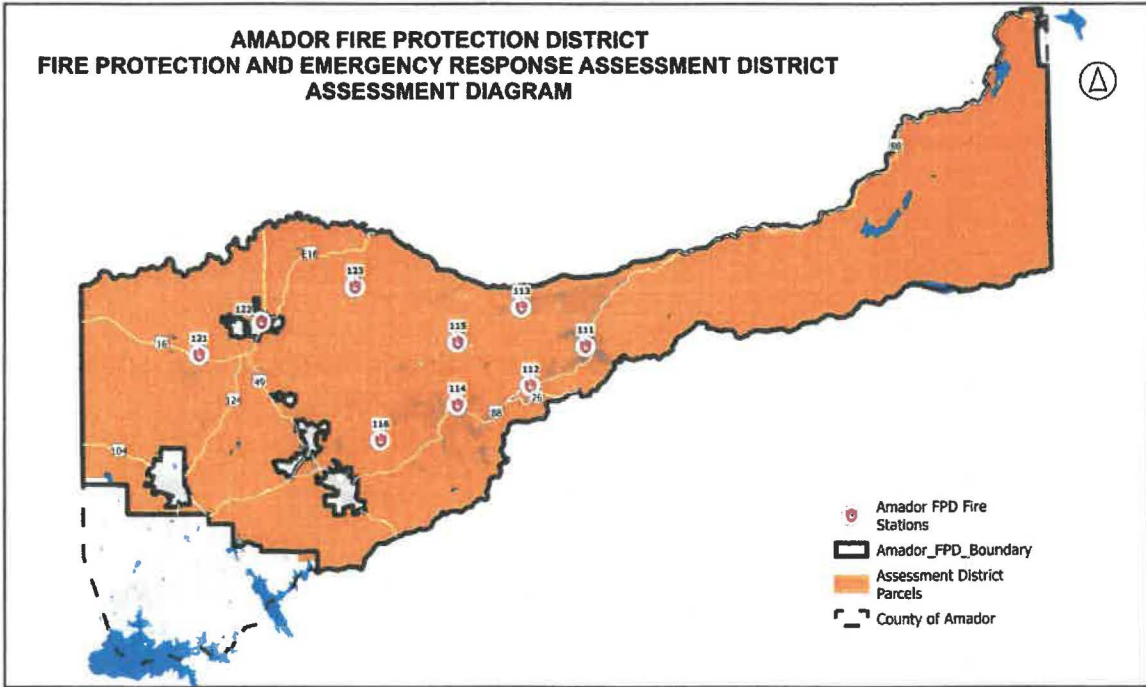 AMADOR FIRE PROTECTION DISTRICT
FIRE PROTECTION AND EMERGENCY RESPONSE ASSESSMENT DISTRICT
ASSESSMENT DIAGRAM
88
E16
123
113
122
115
111
121
16
49
112
124
114
26
88
116
104
Amador FPD Fire
Stations
Amador_FPD_Boundary
Assessment District
Parcels
County of Amador